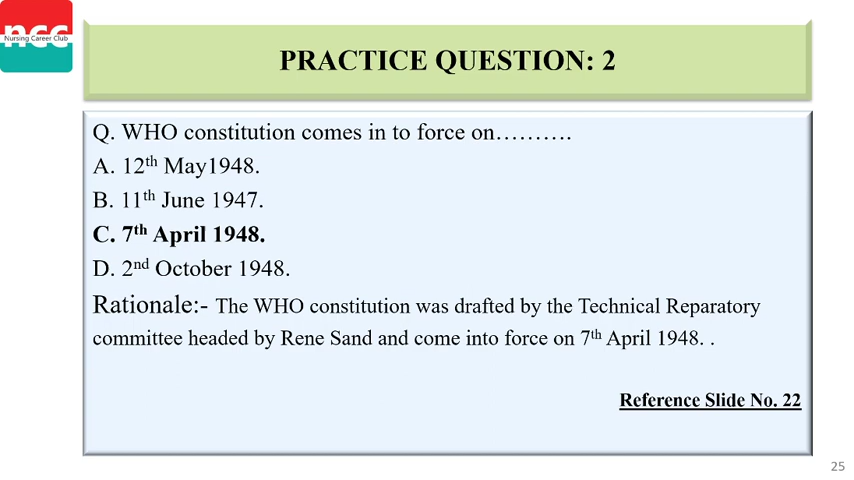 ncc
Nursing Career Club
PRACTICE QUESTION: 2
Q. WHO constitution comes in to force on……….
A. 12th May1948.
B. 11th June 1947.
C. 7th April 1948.
D. 2nd October 1948.
Rationale:- The WHO constitution was drafted by the Technical Reparatory
committee headed by Rene Sand and come into force on 7th April 1948. .
Reference Slide No. 22
25